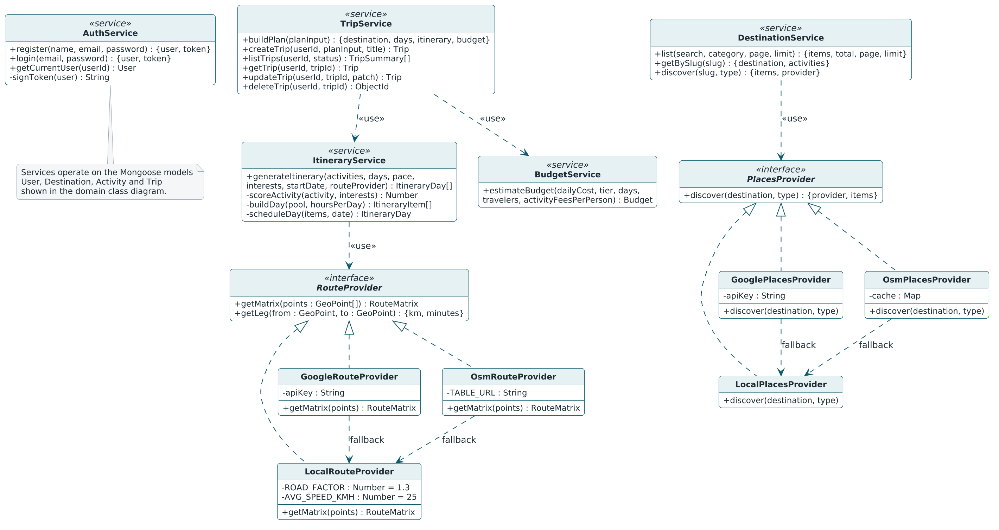 «service»
AuthService
+register(name, email, password) : {user, token}
+login(email, password) : {user, token}
+getCurrentUser(userId) : User
-signToken(user) : String
Services operate on the Mongoose models
User, Destination, Activity and Trip
shown in the domain class diagram.
«service»
TripService
+buildPlan(planInput) : {destination, days, itinerary, budget}
+createTrip(userId, planInput, title) : Trip
+listTrips(userId, status) : TripSummary[]
+getTrip(userId, tripId) : Trip
+updateTrip(userId, tripId, patch) : Trip
+deleteTrip(userId, tripId) : ObjectId
«use»
«use»
«service»
ItineraryService
+generateItinerary(activities, days, pace,
interests, startDate, routeProvider) : ItineraryDay[]
-scoreActivity(activity, interests) : Number
-buildDay(pool, hoursPerDay) : ItineraryItem[]
-scheduleDay(items, date) : ItineraryDay
«service»
BudgetService
+estimateBudget(dailyCost, tier, days,
travelers, activityFeesPerPerson) : Budget
«use»
«interface»
RouteProvider
+getMatrix(points : GeoPoint[]) : RouteMatrix
+getLeg(from : GeoPoint, to : GeoPoint) : {km, minutes}
GoogleRouteProvider
-apiKey : String
+getMatrix(points) : RouteMatrix
OsmRouteProvider
-TABLE_URL : String
+getMatrix(points) : RouteMatrix
fallback
fallback
LocalRouteProvider
-ROAD_FACTOR : Number = 1.3
-AVG_SPEED_KMH : Number = 25
+getMatrix(points) : RouteMatrix
«service»
DestinationService
+list(search, category, page, limit) : {items, total, page, limit}
+getBySlug(slug) : {destination, activities}
+discover(slug, type) : {items, provider}
«use»
«interface»
PlacesProvider
+discover(destination, type) : {provider, items}
GooglePlacesProvider
-apiKey : String
+discover(destination, type)
OsmPlacesProvider
-cache : Map
+discover(destination, type)
fallback
fallback
LocalPlacesProvider
+discover(destination, type)